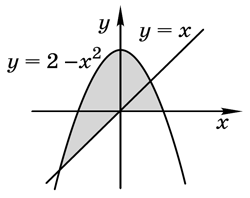 y
y = x
y = 2 – x²
x